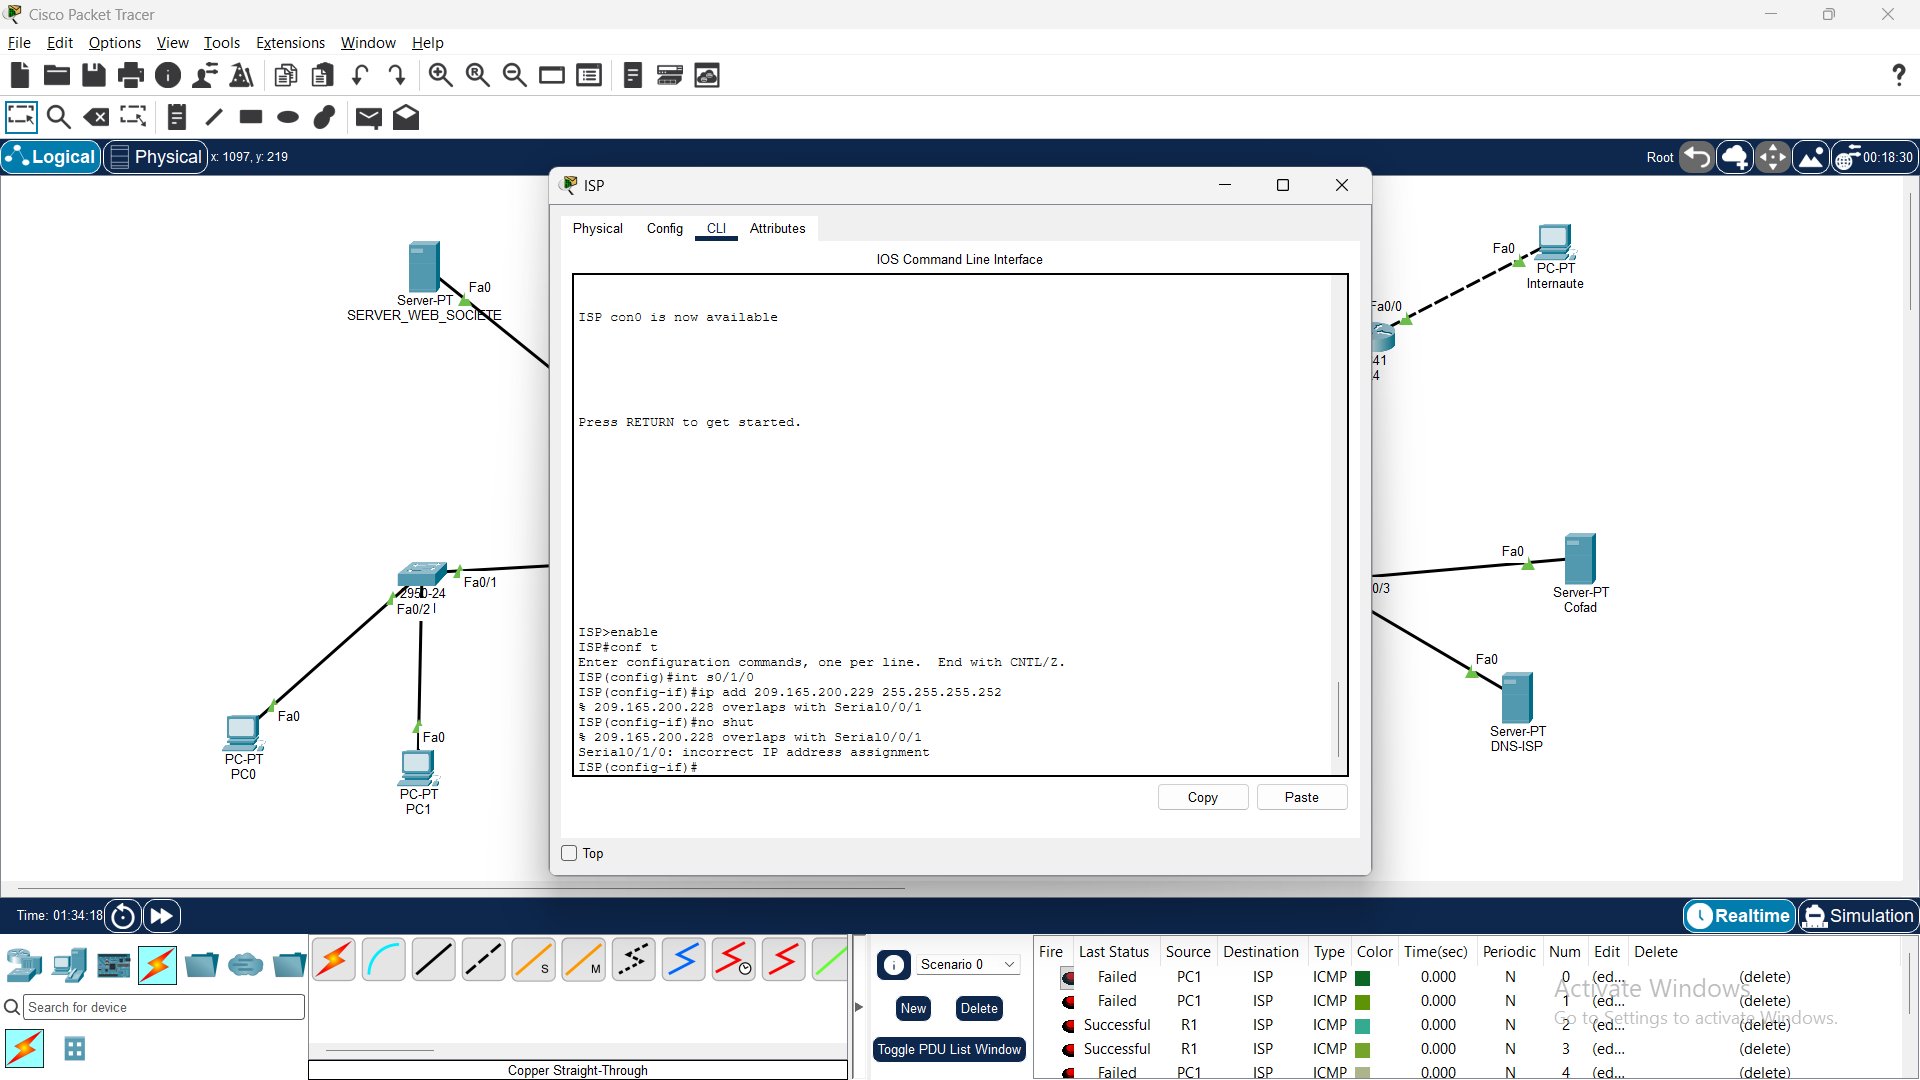 Cisco Packet Tracer
File Edit Options View Tools Extensions Window Help
Logical Physical x: 1097, y: 219
Root 00:18:30
ISP
Physical Config CLI Attributes
IOS Command Line Interface
ISP con0 is now available
Press RETURN to get started.
ISP>enable
ISP#conf t
Enter configuration commands, one per line. End with CNTL/Z.
ISP(config)#int s0/1/0
ISP(config-if)#ip add 209.165.200.229 255.255.255.252
% 209.165.200.228 overlaps with Serial0/0/1
ISP(config-if)#no shut
% 209.165.200.228 overlaps with Serial0/0/1
Serial0/1/0: incorrect IP address assignment
ISP(config-if)#
Copy Paste
Top
Fa0
Server-PT
SERVER_WEB_SOCIETE
Fa0/1
2950-24
Fa0/2
Fa0
PC-PT
PC0
Fa0
PC-PT
PC1
Fa0
PC-PT
Internaute
Fa0/0
41
4
Fa0
0/3
Server-PT
Cofad
Fa0
Server-PT
DNS-ISP
Time: 01:34:18
Realtime Simulation
Search for device
S M
Copper Straight-Through
Scenario 0
New Delete
Toggle PDU List Window
Fire Last Status Source Destination Type Color Time(sec) Periodic Num Edit Delete
Failed PC1 ISP ICMP 0.000 N 0 (ed... (delete)
Failed PC1 ISP ICMP 0.000 N 1 (ed... (delete)
Successful R1 ISP ICMP 0.000 N 2 (ed... (delete)
Successful R1 ISP ICMP 0.000 N 3 (ed... (delete)
Failed PC1 ISP ICMP 0.000 N 4 (ed... (delete)
Activate Windows
Go to Settings to activate Windows.